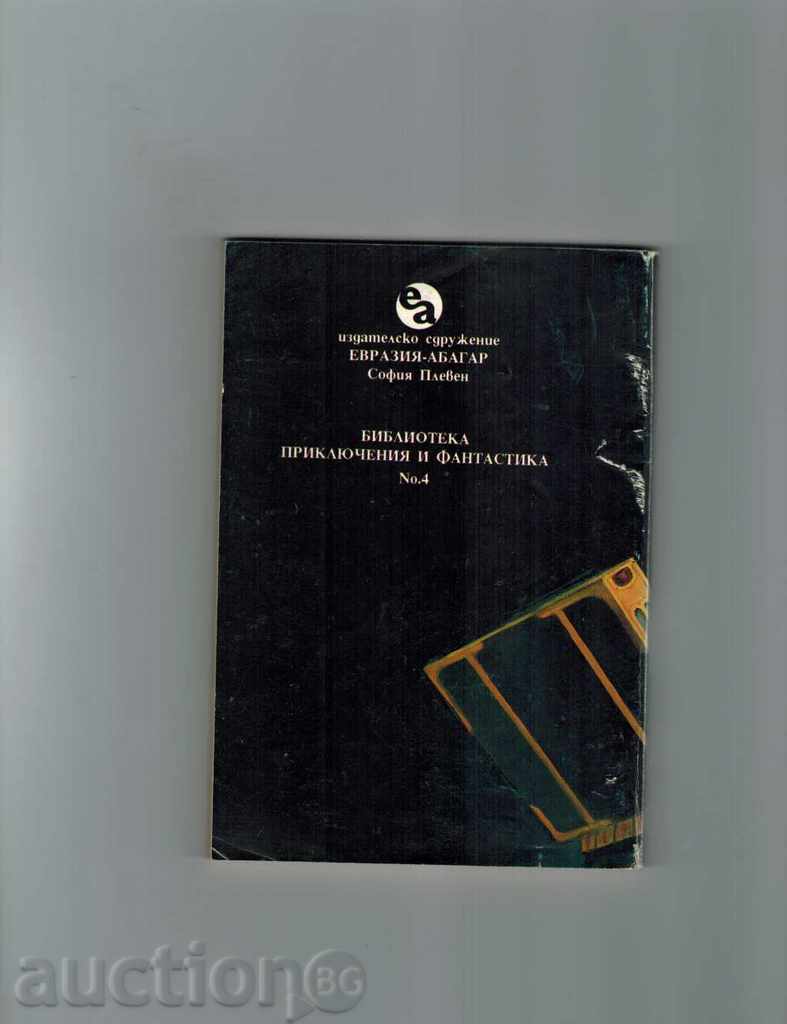 ea
издателско сдружение
ЕВРАЗИЯ-АБАГАР
София Плевен
БИБЛИОТЕКА
ПРИКЛЮЧЕНИЯ И ФАНТАСТИКА
No.4
auctionBG